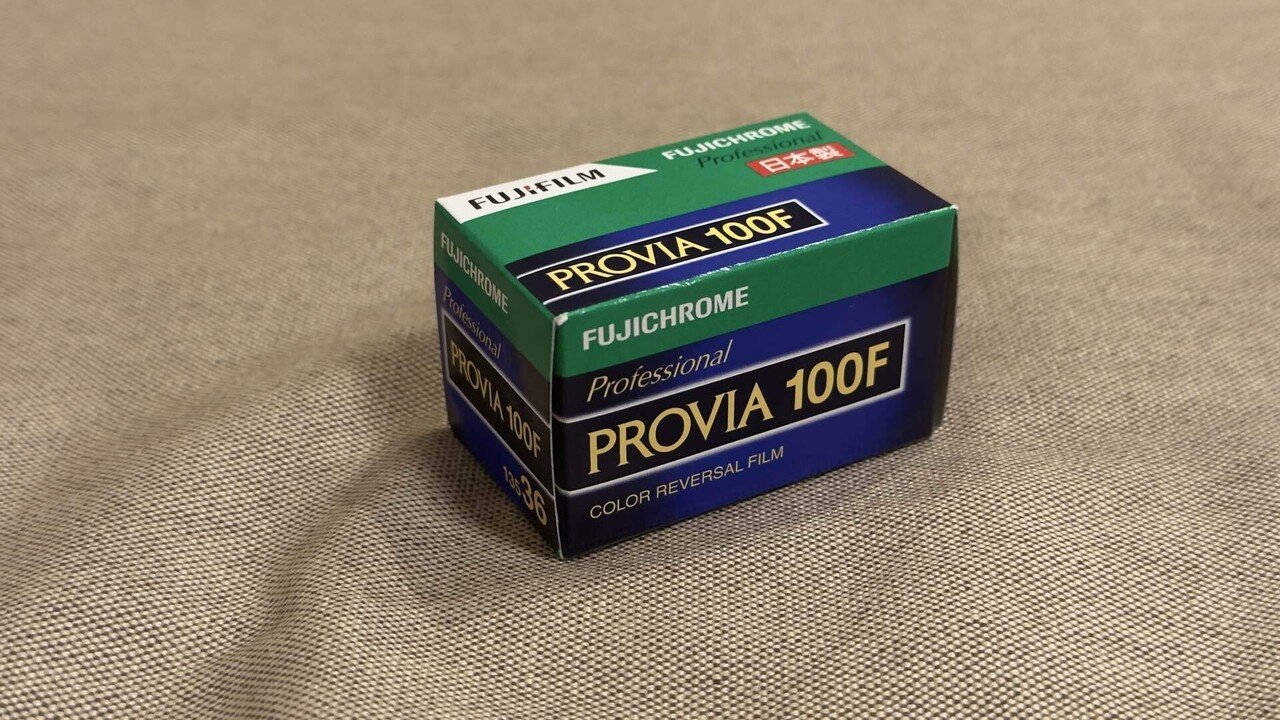 FUJIFILM
FUJICHROME
Professional
日本製
PROVIA 100F
FUJICHROME
Professional
PROVIA 100F
135 36
FUJICHROME
Professional
PROVIA 100F
COLOR REVERSAL FILM